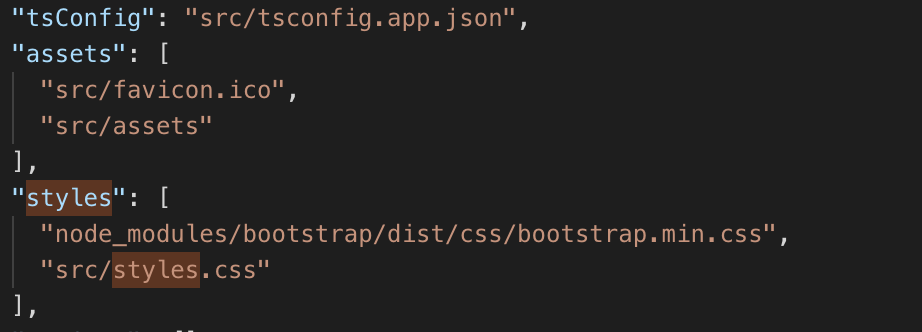 "tsConfig": "src/tsconfig.app.json",
"assets": [
"src/favicon.ico",
"src/assets"
],
"styles": [
"node_modules/bootstrap/dist/css/bootstrap.min.css",
"src/styles.css"
],